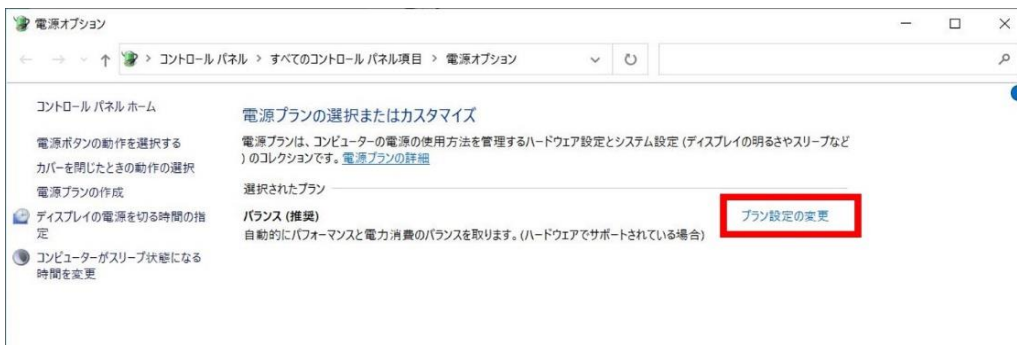 電源オプション
コントロール パネル > すべてのコントロール パネル項目 > 電源オプション
コントロール パネル ホーム
電源ボタンの動作を選択する
カバーを閉じたときの動作の選択
電源プランの作成
ディスプレイの電源を切る時間の指
定
コンピューターがスリープ状態になる
時間を変更
電源プランの選択またはカスタマイズ
電源プランは、コンピューターの電源の使用方法を管理するハードウェア設定とシステム設定 (ディスプレイの明るさやスリープなど
) のコレクションです。電源プランの詳細
選択されたプラン
バランス (推奨)
プラン設定の変更
自動的にパフォーマンスと電力消費のバランスを取ります。(ハードウェアでサポートされている場合)